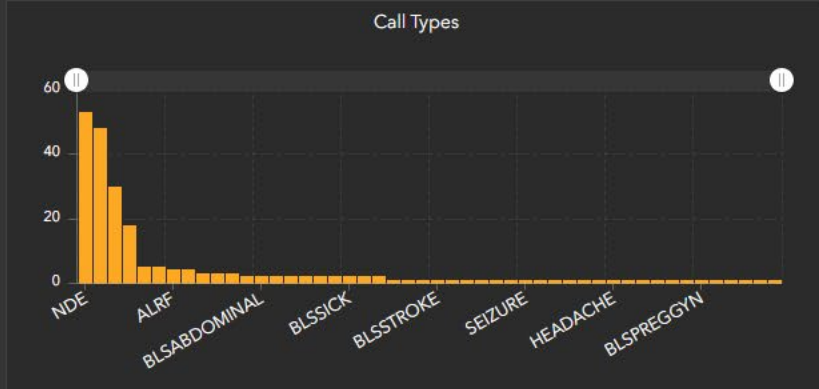 Call Types
60
40
20
0
NDE
ALRF
BLSABDOMINAL
BLSSICK
BLSSTROKE
SEIZURE
HEADACHE
BLSPREGGYN